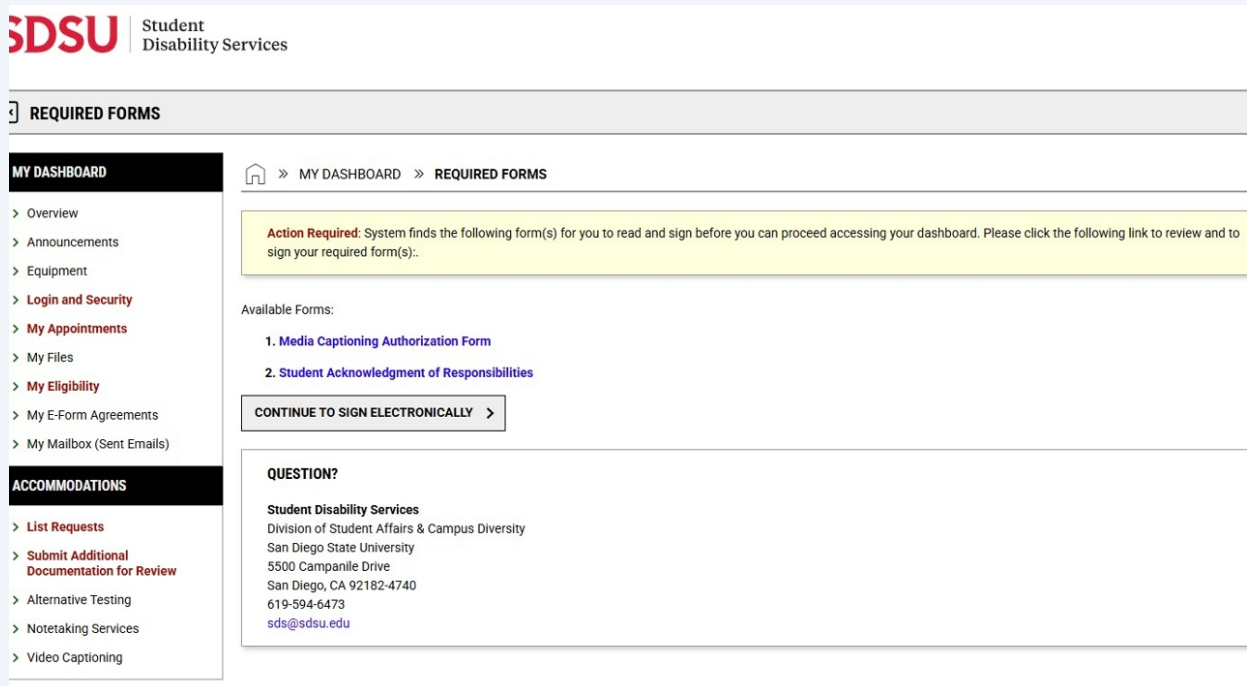 SDSU
Student
Disability Services
REQUIRED FORMS
MY DASHBOARD
Overview
Announcements
Equipment
Login and Security
My Appointments
My Files
My Eligibility
My E-Form Agreements
My Mailbox (Sent Emails)
ACCOMMODATIONS
List Requests
Submit Additional
Documentation for Review
Alternative Testing
Notetaking Services
Video Captioning
» MY DASHBOARD » REQUIRED FORMS
Action Required: System finds the following form(s) for you to read and sign before you can proceed accessing your dashboard. Please click the following link to review and to
sign your required form(s):.
Available Forms:
1. Media Captioning Authorization Form
2. Student Acknowledgment of Responsibilities
CONTINUE TO SIGN ELECTRONICALLY
QUESTION?
Student Disability Services
Division of Student Affairs & Campus Diversity
San Diego State University
5500 Campanile Drive
San Diego, CA 92182-4740
619-594-6473
sds@sdsu.edu